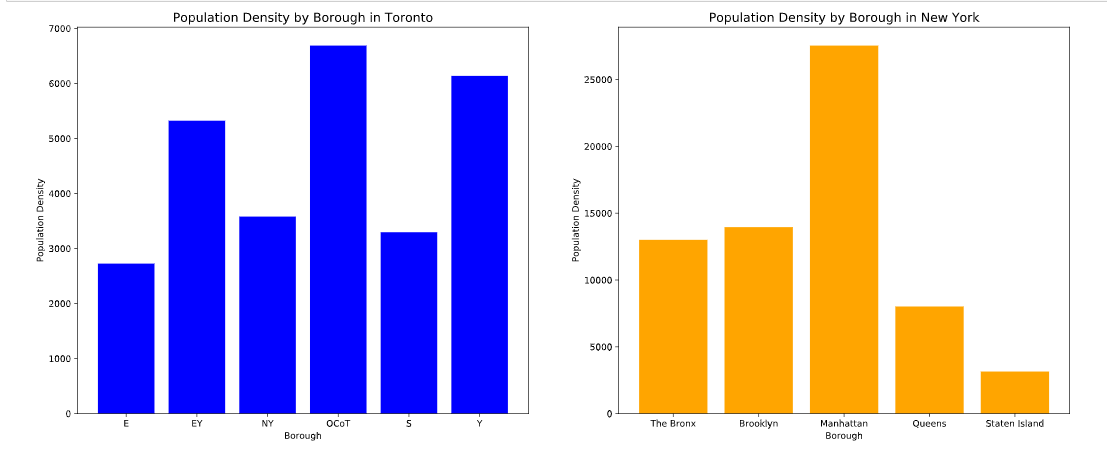 Population Density by Borough in Toronto
7000
6000
5000
4000
3000
2000
1000
0
Population Density
E EY NY OCoT S Y
Borough
Population Density by Borough in New York
25000
20000
15000
10000
5000
0
Population Density
The Bronx Brooklyn Manhattan Queens Staten Island
Borough